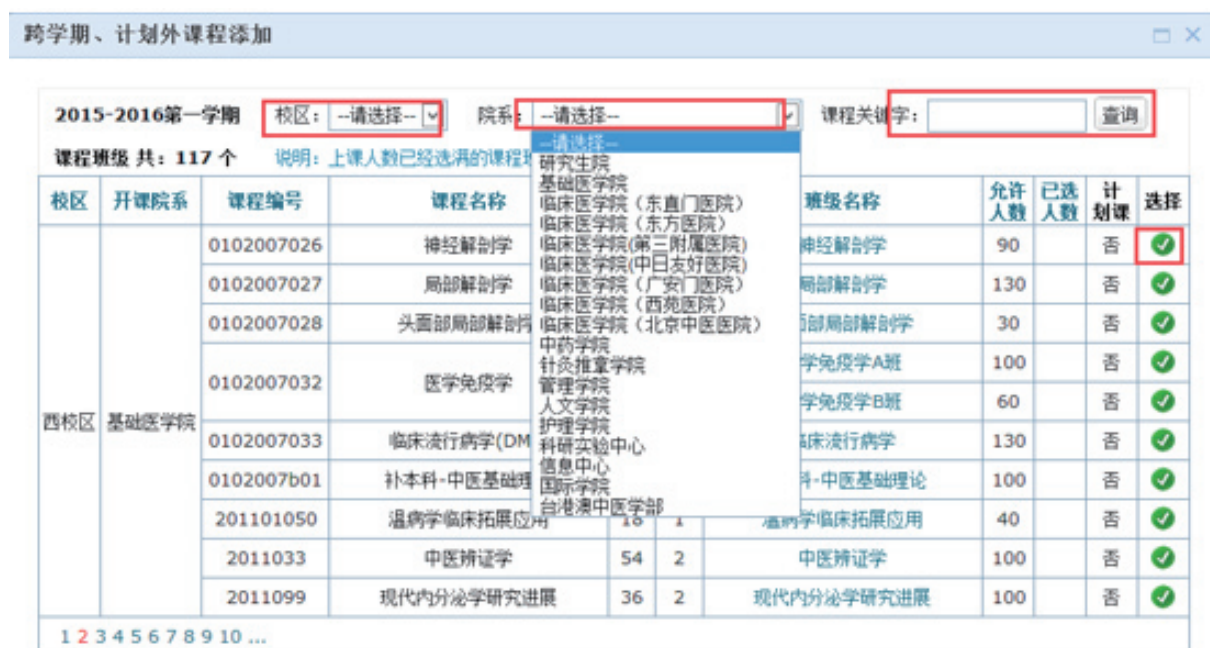 跨学期、计划外课程添加
2015-2016第一学期 校区： --请选择-- 院系： --请选择-- 课程关键字： 查询
课程班级 共：117 个 说明：上课人数已经选满的课程
--请选择--
研究生院
基础医学院
临床医学院（东直门医院）
临床医学院（东方医院）
临床医学院(第三附属医院)
临床医学院(中日友好医院)
临床医学院（广安门医院）
临床医学院（西苑医院）
临床医学院（北京中医医院）
中药学院
针灸推拿学院
管理学院
人文学院
护理学院
科研实验中心
信息中心
国际学院
台港澳中医学部
校区 开课院系 课程编号 课程名称 班级名称 允许人数 已选人数 计划课 选择
西校区 基础医学院
0102007026 神经解剖学 神经解剖学 90 否
0102007027 局部解剖学 局部解剖学 130 否
0102007028 头面部局部解剖学 部局部解剖学 30 否
0102007032 医学免疫学 学免疫学A班 100 否
学免疫学B班 60 否
0102007033 临床流行病学(DM 临床流行病学 130 否
0102007b01 补本科-中医基础理 科-中医基础理论 100 否
201101050 温病学临床拓展应用 18 1 温病学临床拓展应用 40 否
2011033 中医辨证学 54 2 中医辨证学 100 否
2011099 现代内分泌学研究进展 36 2 现代内分泌学研究进展 100 否
1 2 3 4 5 6 7 8 9 10 ...